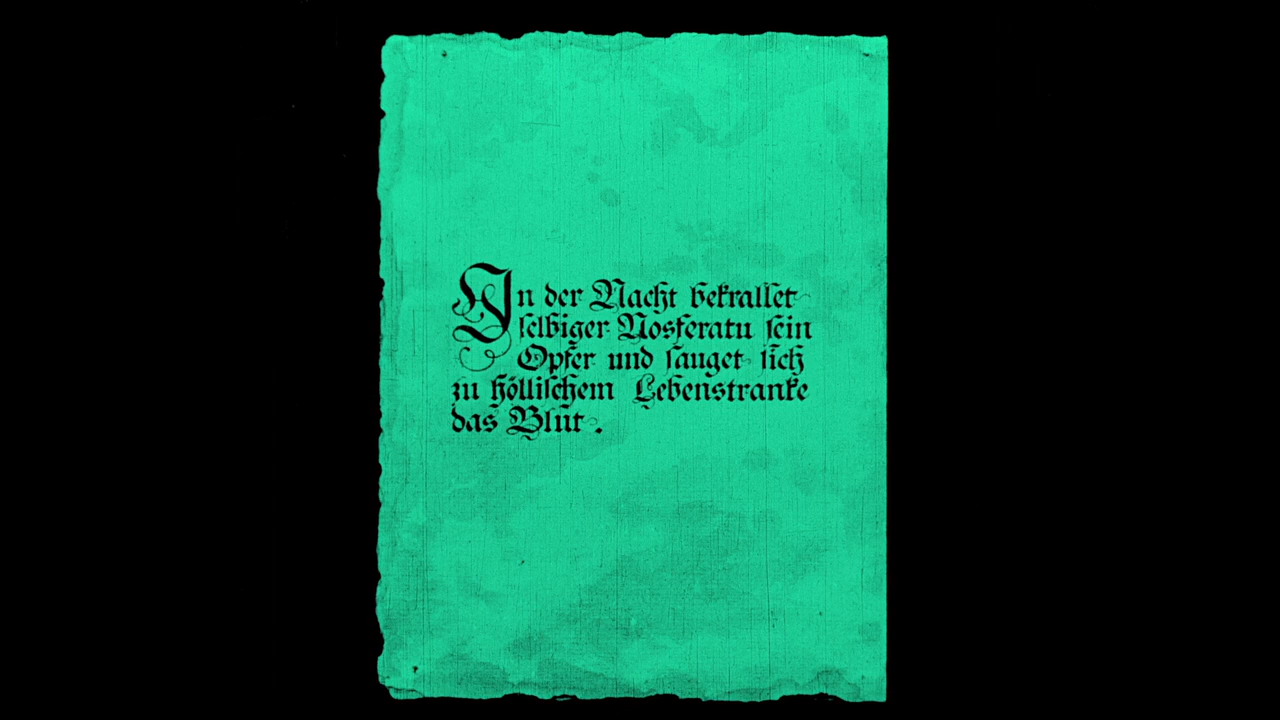 In der Nacht bekrallet
selbiger Nosferatu sein
Opfer und sauget sich
zu höllischem Lebenstranke
das Blut.